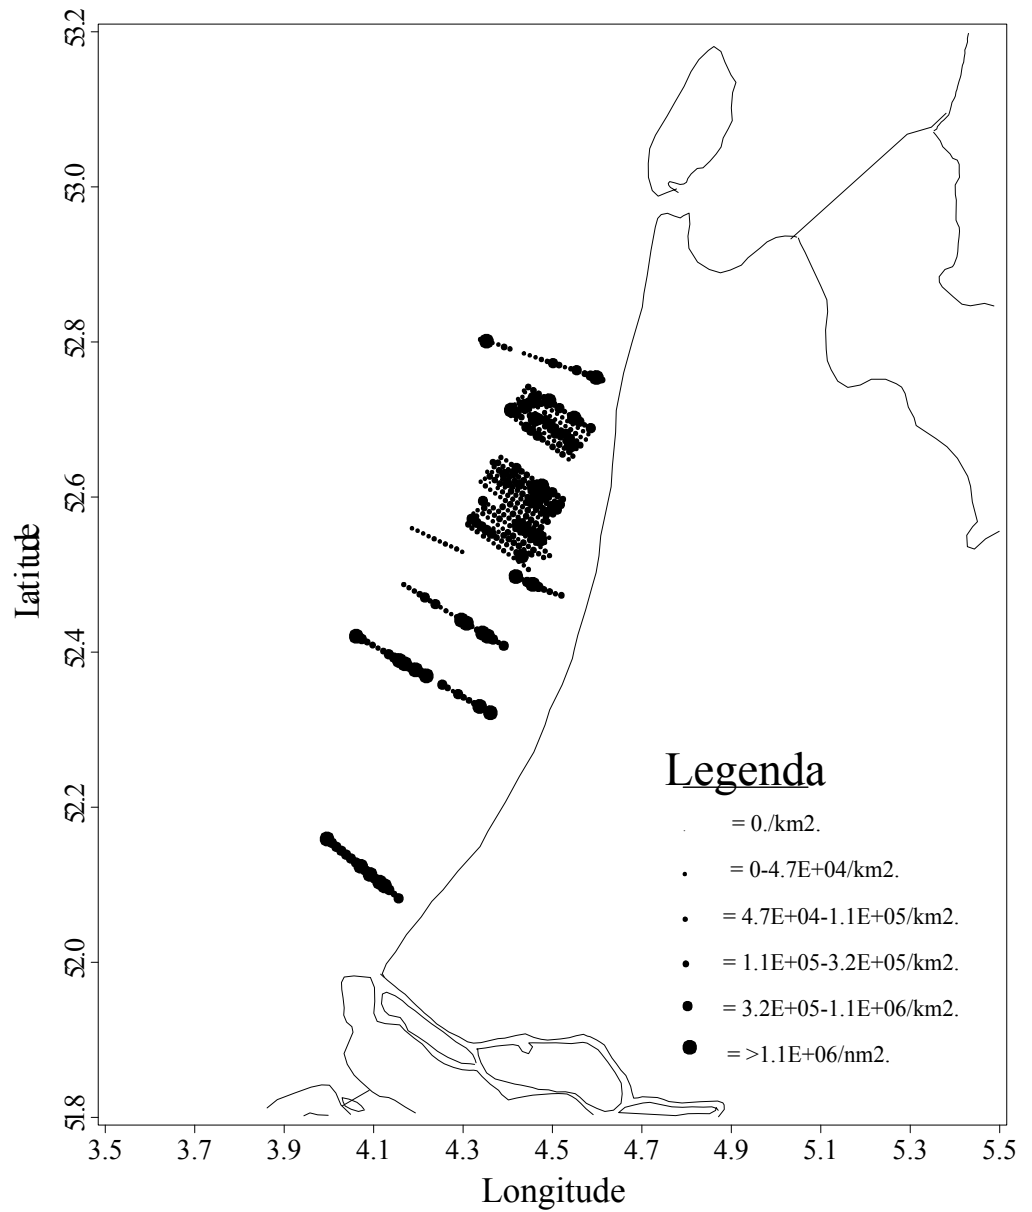 53.2
53.0
52.8
52.6
52.4
52.2
52.0
51.8
Latitude
Legenda
= 0./km2.
= 0-4.7E+04/km2.
= 4.7E+04-1.1E+05/km2.
= 1.1E+05-3.2E+05/km2.
= 3.2E+05-1.1E+06/km2.
= >1.1E+06/nm2.
3.5 3.7 3.9 4.1 4.3 4.5 4.7 4.9 5.1 5.3 5.5
Longitude